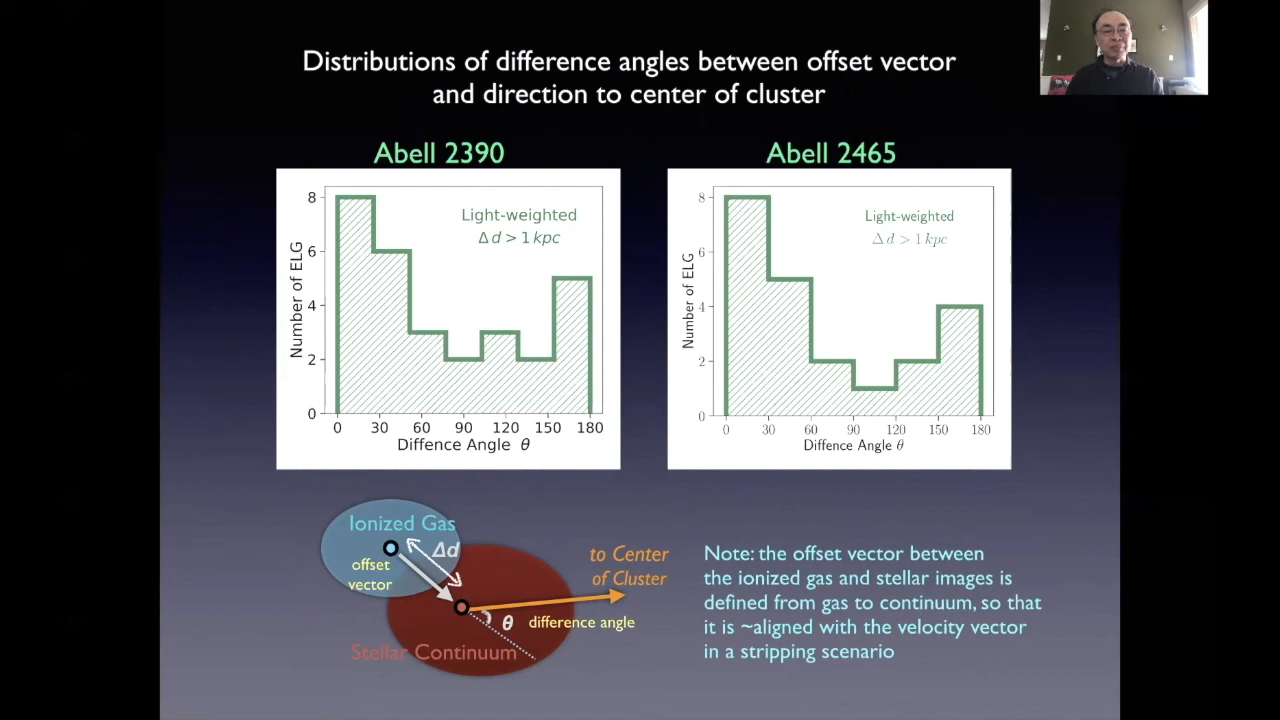 Distributions of difference angles between offset vector
and direction to center of cluster
Abell 2390
8
6
4
2
0
Number of ELG
Light-weighted
Δ d > 1 kpc
0 30 60 90 120 150 180
Diffence Angle θ
Abell 2465
8
6
4
2
0
Number of ELG
Light-weighted
Δ d > 1 kpc
0 30 60 90 120 150 180
Diffence Angle θ
Ionized Gas
Δd
offset
vector
to Center
of Cluster
θ
difference angle
Stellar Continuum
Note: the offset vector between
the ionized gas and stellar images is
defined from gas to continuum, so that
it is ~aligned with the velocity vector
in a stripping scenario